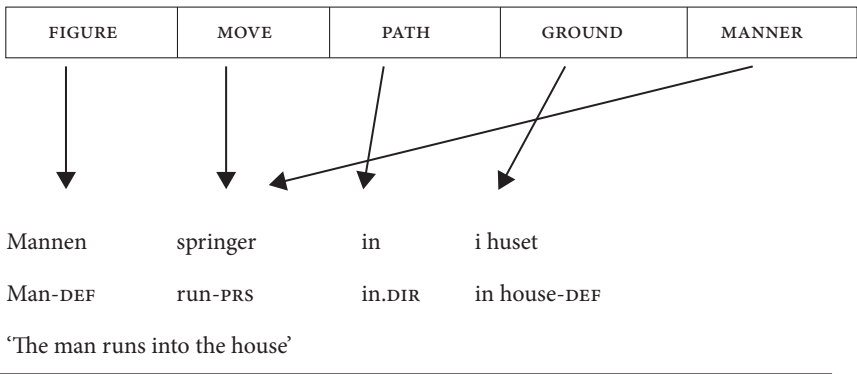 FIGURE MOVE PATH GROUND MANNER
Mannen springer in i huset
Man-DEF run-PRS in.DIR in house-DEF
‘The man runs into the house’